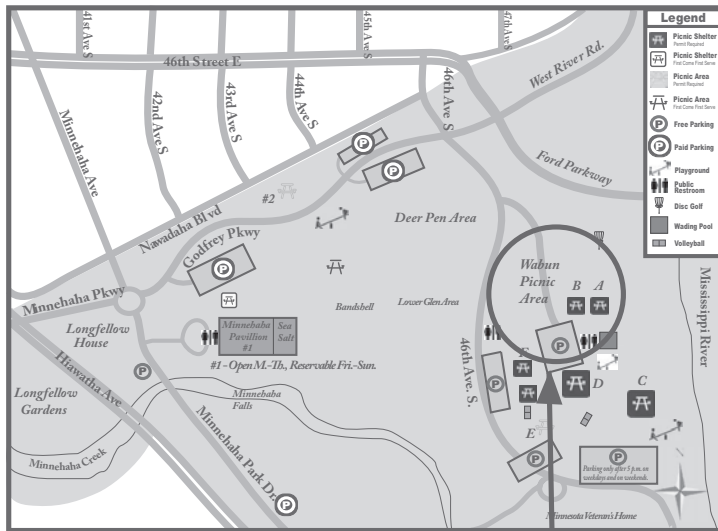 41st Ave S
42nd Ave S
43rd Ave S
44th Ave S
45th Ave S
46th Ave S
47th Ave S
46th Street E
West River Rd.
Ford Parkway
Minnehaha Ave
Nawadaha Blvd
Godfrey Pkwy
Minnehaha Pkwy
#2
P
P
P
Deer Pen Area
Wabun
Picnic
Area
B
A
Bandshell
Lower Glen Area
Longfellow
House
Minnehaha
Pavillion
#1
Sea
Salt
#1 - Open M.-Th., Reservable Fri.-Sun.
Hiawatha Ave
Longfellow
Gardens
P
Minnehaha
Falls
Minnehaha Creek
Minnehaha Park Dr.
P
46th Ave. S.
P
P
F
D
C
E
P
P
Parking only after 5 p.m. on
weekdays and on weekends.
Minnesota Veteran's Home
Mississippi River
Legend
Picnic Shelter
Permit Required
Picnic Shelter
First Come First Serve
Picnic Area
Permit Required
Picnic Area
First Come First Serve
P
Free Parking
P
Paid Parking
Playground
Public
Restroom
Disc Golf
Wading Pool
Volleyball